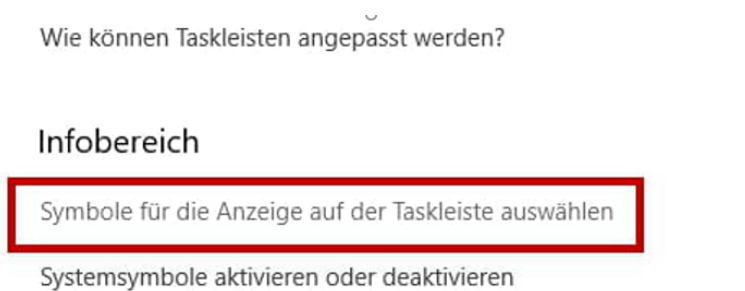 Wie können Taskleisten angepasst werden?
Infobereich
Symbole für die Anzeige auf der Taskleiste auswählen
Systemsymbole aktivieren oder deaktivieren